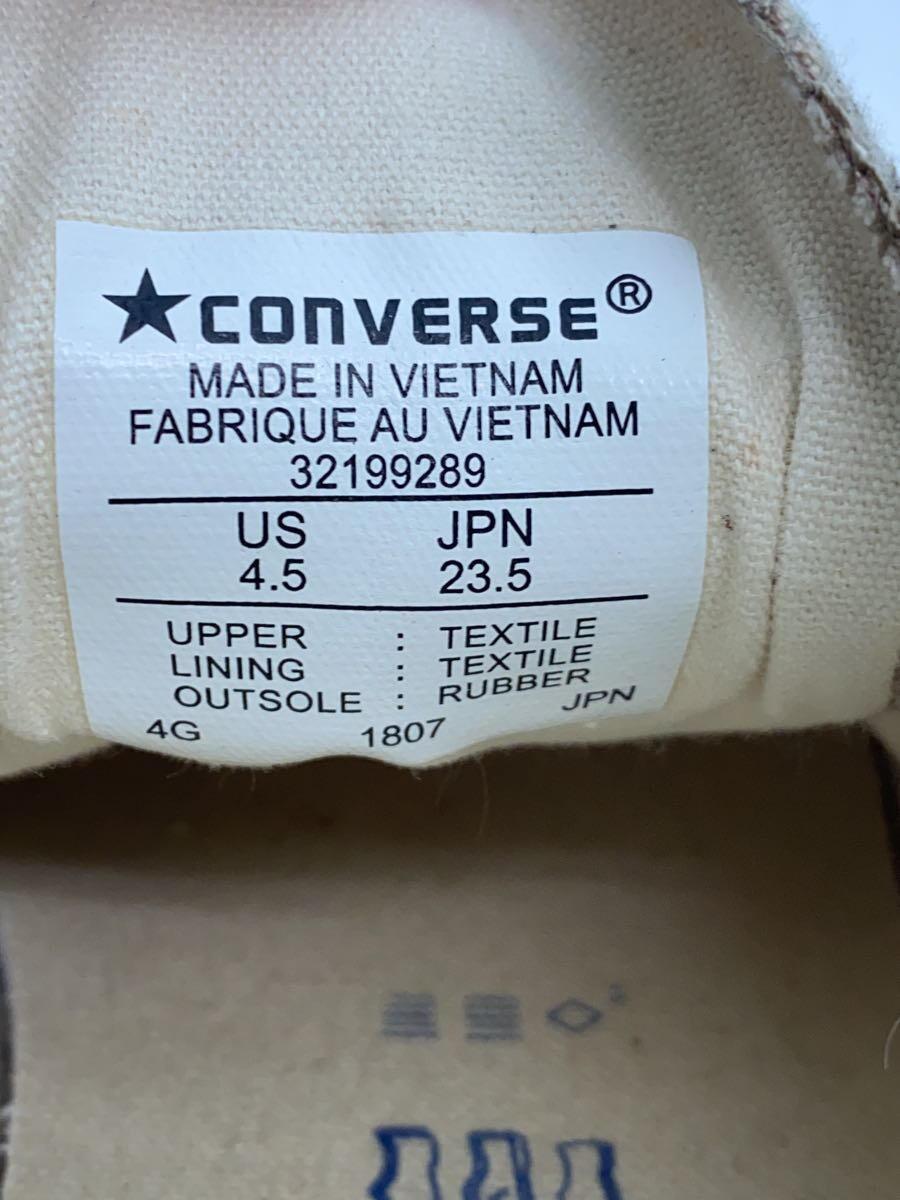 ★CONVERSE®
MADE IN VIETNAM
FABRIQUE AU VIETNAM
32199289
US JPN
4.5 23.5
UPPER : TEXTILE
LINING : TEXTILE
OUTSOLE : RUBBER
4G 1807 JPN